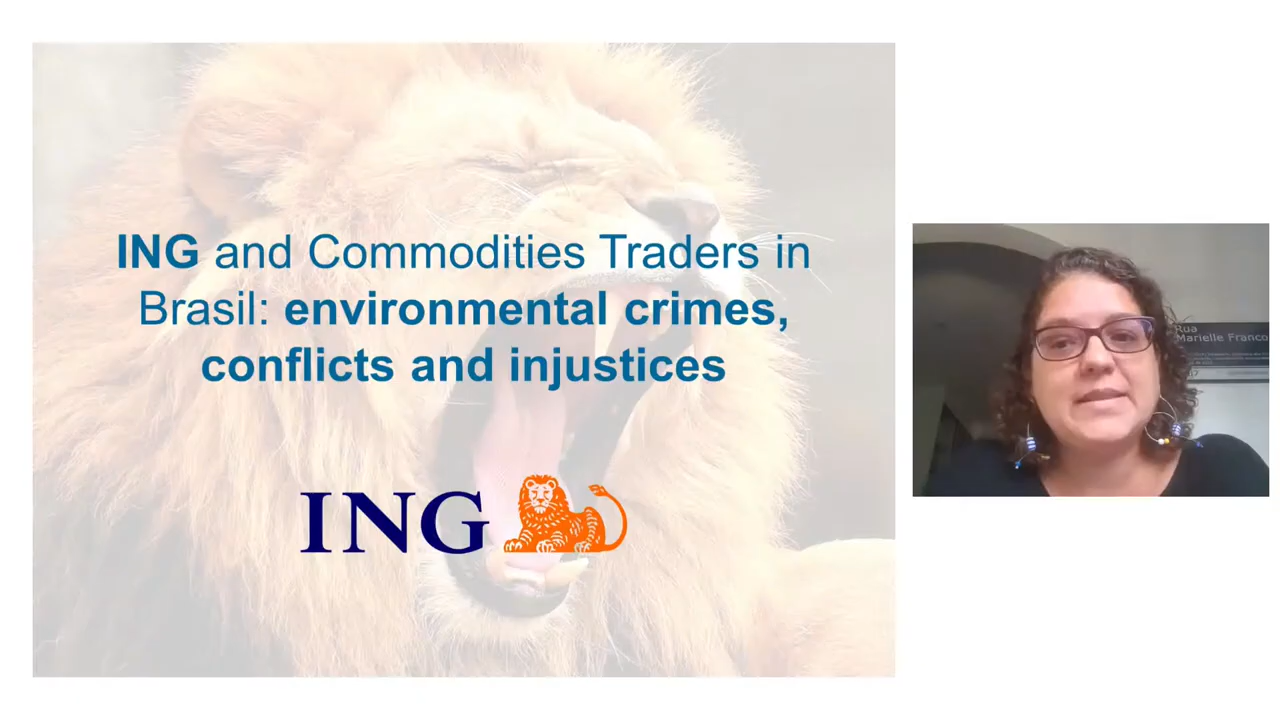 ING and Commodities Traders in
Brasil: environmental crimes,
conflicts and injustices
ING
Rua
Marielle Franco